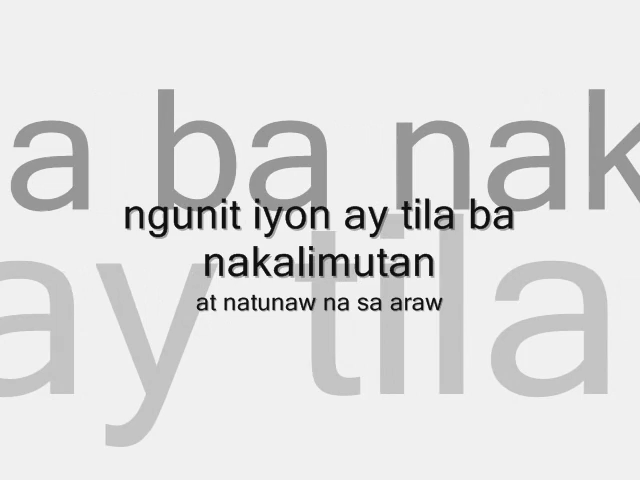 a ba nak
ngunit iyon ay tila ba
nakalimutan
ay tila
at natunaw na sa araw